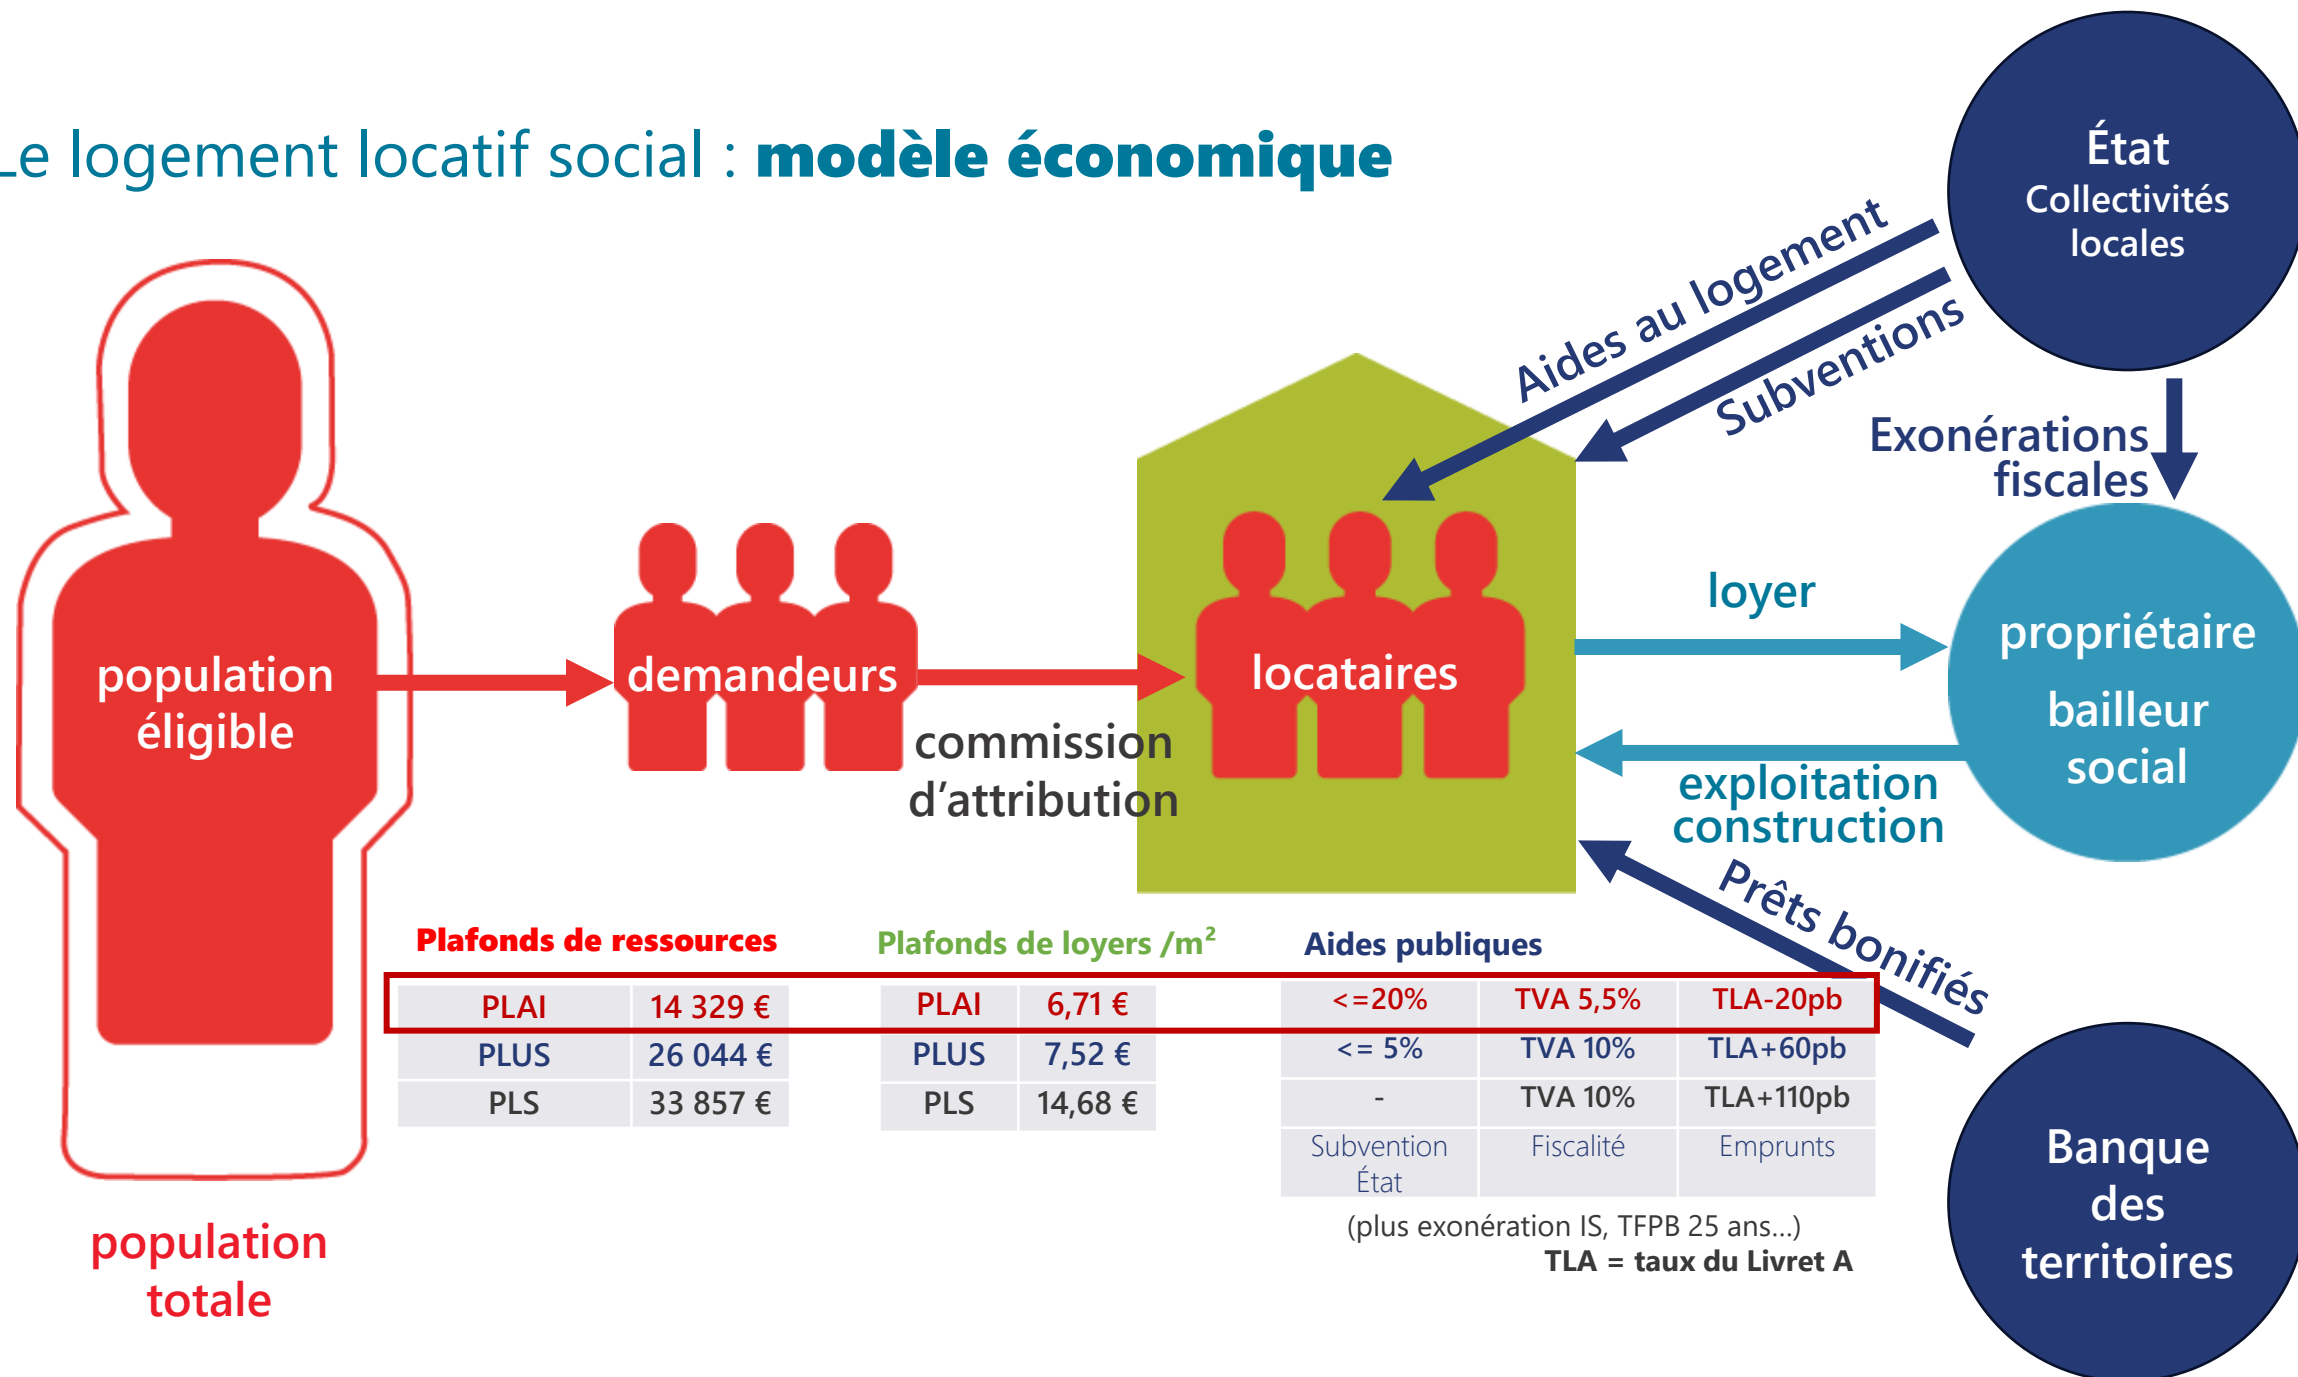 Le logement locatif social : modèle économique
État
Collectivités
locales
Aides au logement
Subventions
Exonérations
fiscales
population
éligible
demandeurs
commission
d’attribution
locataires
loyer
exploitation
construction
propriétaire
bailleur
social
Prêts bonifiés
Banque
des
territoires
population
totale
Plafonds de ressources
PLAI 14 329 €
PLUS 26 044 €
PLS 33 857 €
Plafonds de loyers /m²
PLAI 6,71 €
PLUS 7,52 €
PLS 14,68 €
Aides publiques
<=20% TVA 5,5% TLA-20pb
<= 5% TVA 10% TLA+60pb
- TVA 10% TLA+110pb
Subvention Fiscalité Emprunts
État
(plus exonération IS, TFPB 25 ans...)
TLA = taux du Livret A